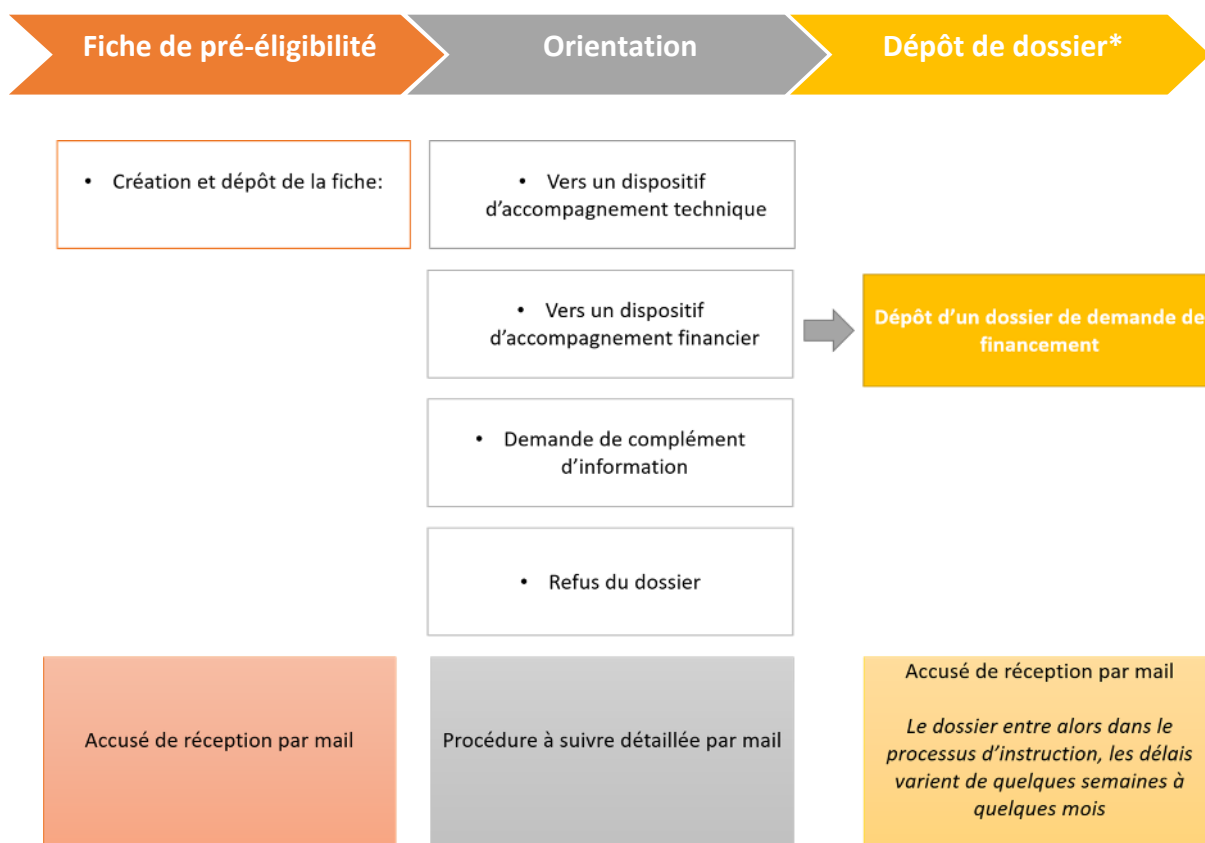 Fiche de pré-éligibilité
Orientation
Dépôt de dossier*
• Création et dépôt de la fiche:
• Vers un dispositif
d'accompagnement technique
• Vers un dispositif
d'accompagnement financier
Dépôt d'un dossier de demande de
financement
• Demande de complément
d'information
• Refus du dossier
Accusé de réception par mail
Procédure à suivre détaillée par mail
Accusé de réception par mail
Le dossier entre alors dans le
processus d'instruction, les délais
varient de quelques semaines à
quelques mois